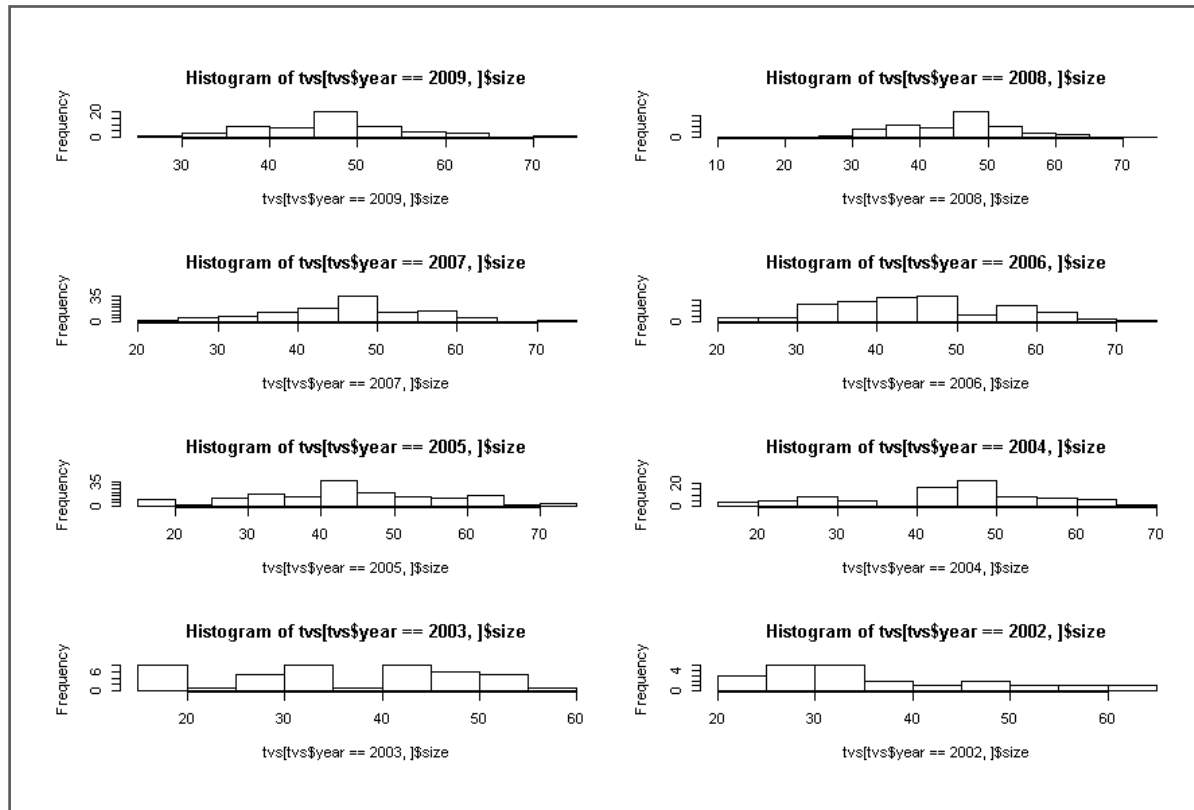 Histogram of tvs[tvs$year == 2009, ]$size
Frequency
0 20
30 40 50 60 70
tvs[tvs$year == 2009, ]$size
Histogram of tvs[tvs$year == 2008, ]$size
Frequency
0
10 20 30 40 50 60 70
tvs[tvs$year == 2008, ]$size
Histogram of tvs[tvs$year == 2007, ]$size
Frequency
0 35
20 30 40 50 60 70
tvs[tvs$year == 2007, ]$size
Histogram of tvs[tvs$year == 2006, ]$size
Frequency
0
20 30 40 50 60 70
tvs[tvs$year == 2006, ]$size
Histogram of tvs[tvs$year == 2005, ]$size
Frequency
0 35
20 30 40 50 60 70
tvs[tvs$year == 2005, ]$size
Histogram of tvs[tvs$year == 2004, ]$size
Frequency
0 20
20 30 40 50 60 70
tvs[tvs$year == 2004, ]$size
Histogram of tvs[tvs$year == 2003, ]$size
Frequency
0 6
20 30 40 50 60
tvs[tvs$year == 2003, ]$size
Histogram of tvs[tvs$year == 2002, ]$size
Frequency
0 4
20 30 40 50 60
tvs[tvs$year == 2002, ]$size